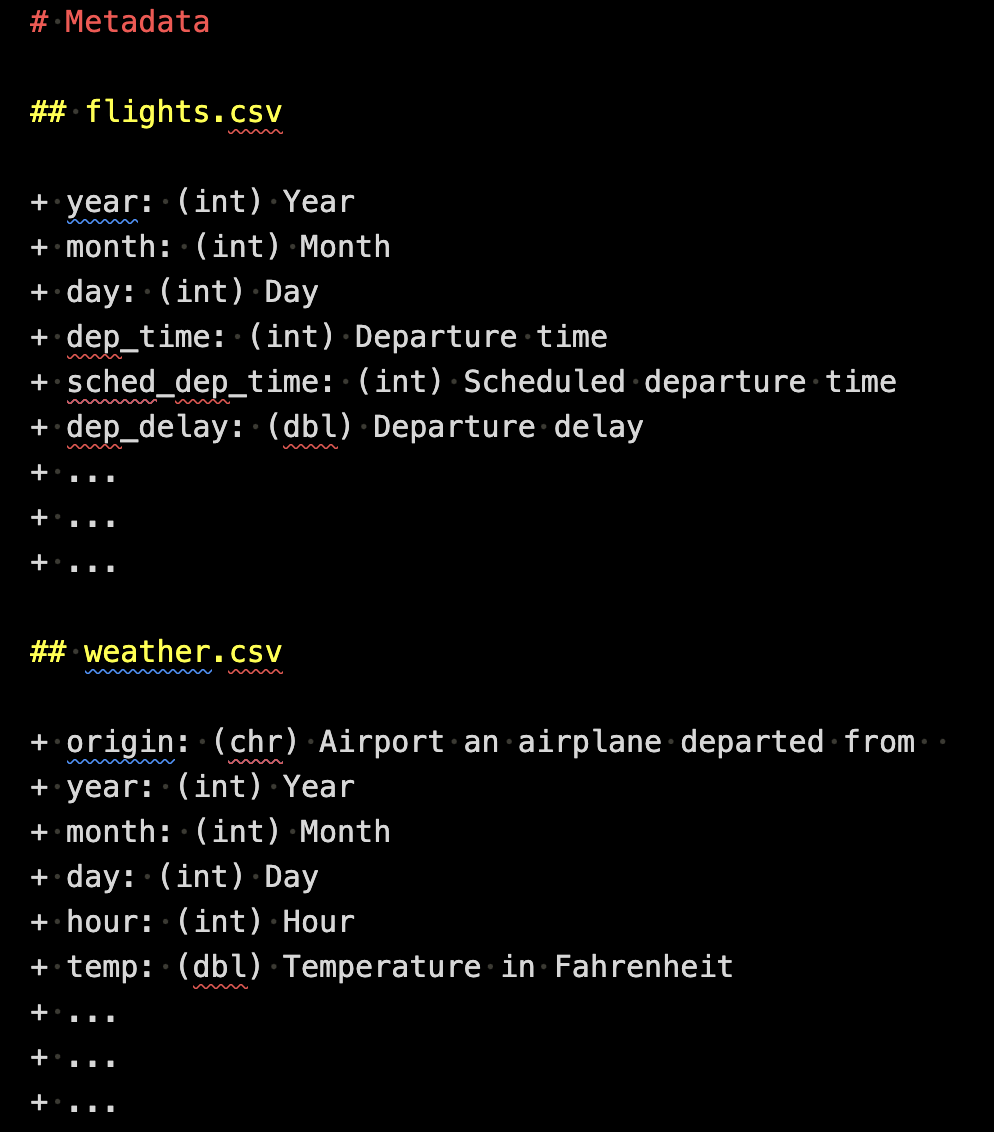 # Metadata
## flights.csv
+ year: (int) Year
+ month: (int) Month
+ day: (int) Day
+ dep_time: (int) Departure time
+ sched_dep_time: (int) Scheduled departure time
+ dep_delay: (dbl) Departure delay
+ ...
+ ...
+ ...
## weather.csv
+ origin: (chr) Airport an airplane departed from
+ year: (int) Year
+ month: (int) Month
+ day: (int) Day
+ hour: (int) Hour
+ temp: (dbl) Temperature in Fahrenheit
+ ...
+ ...
+ ...